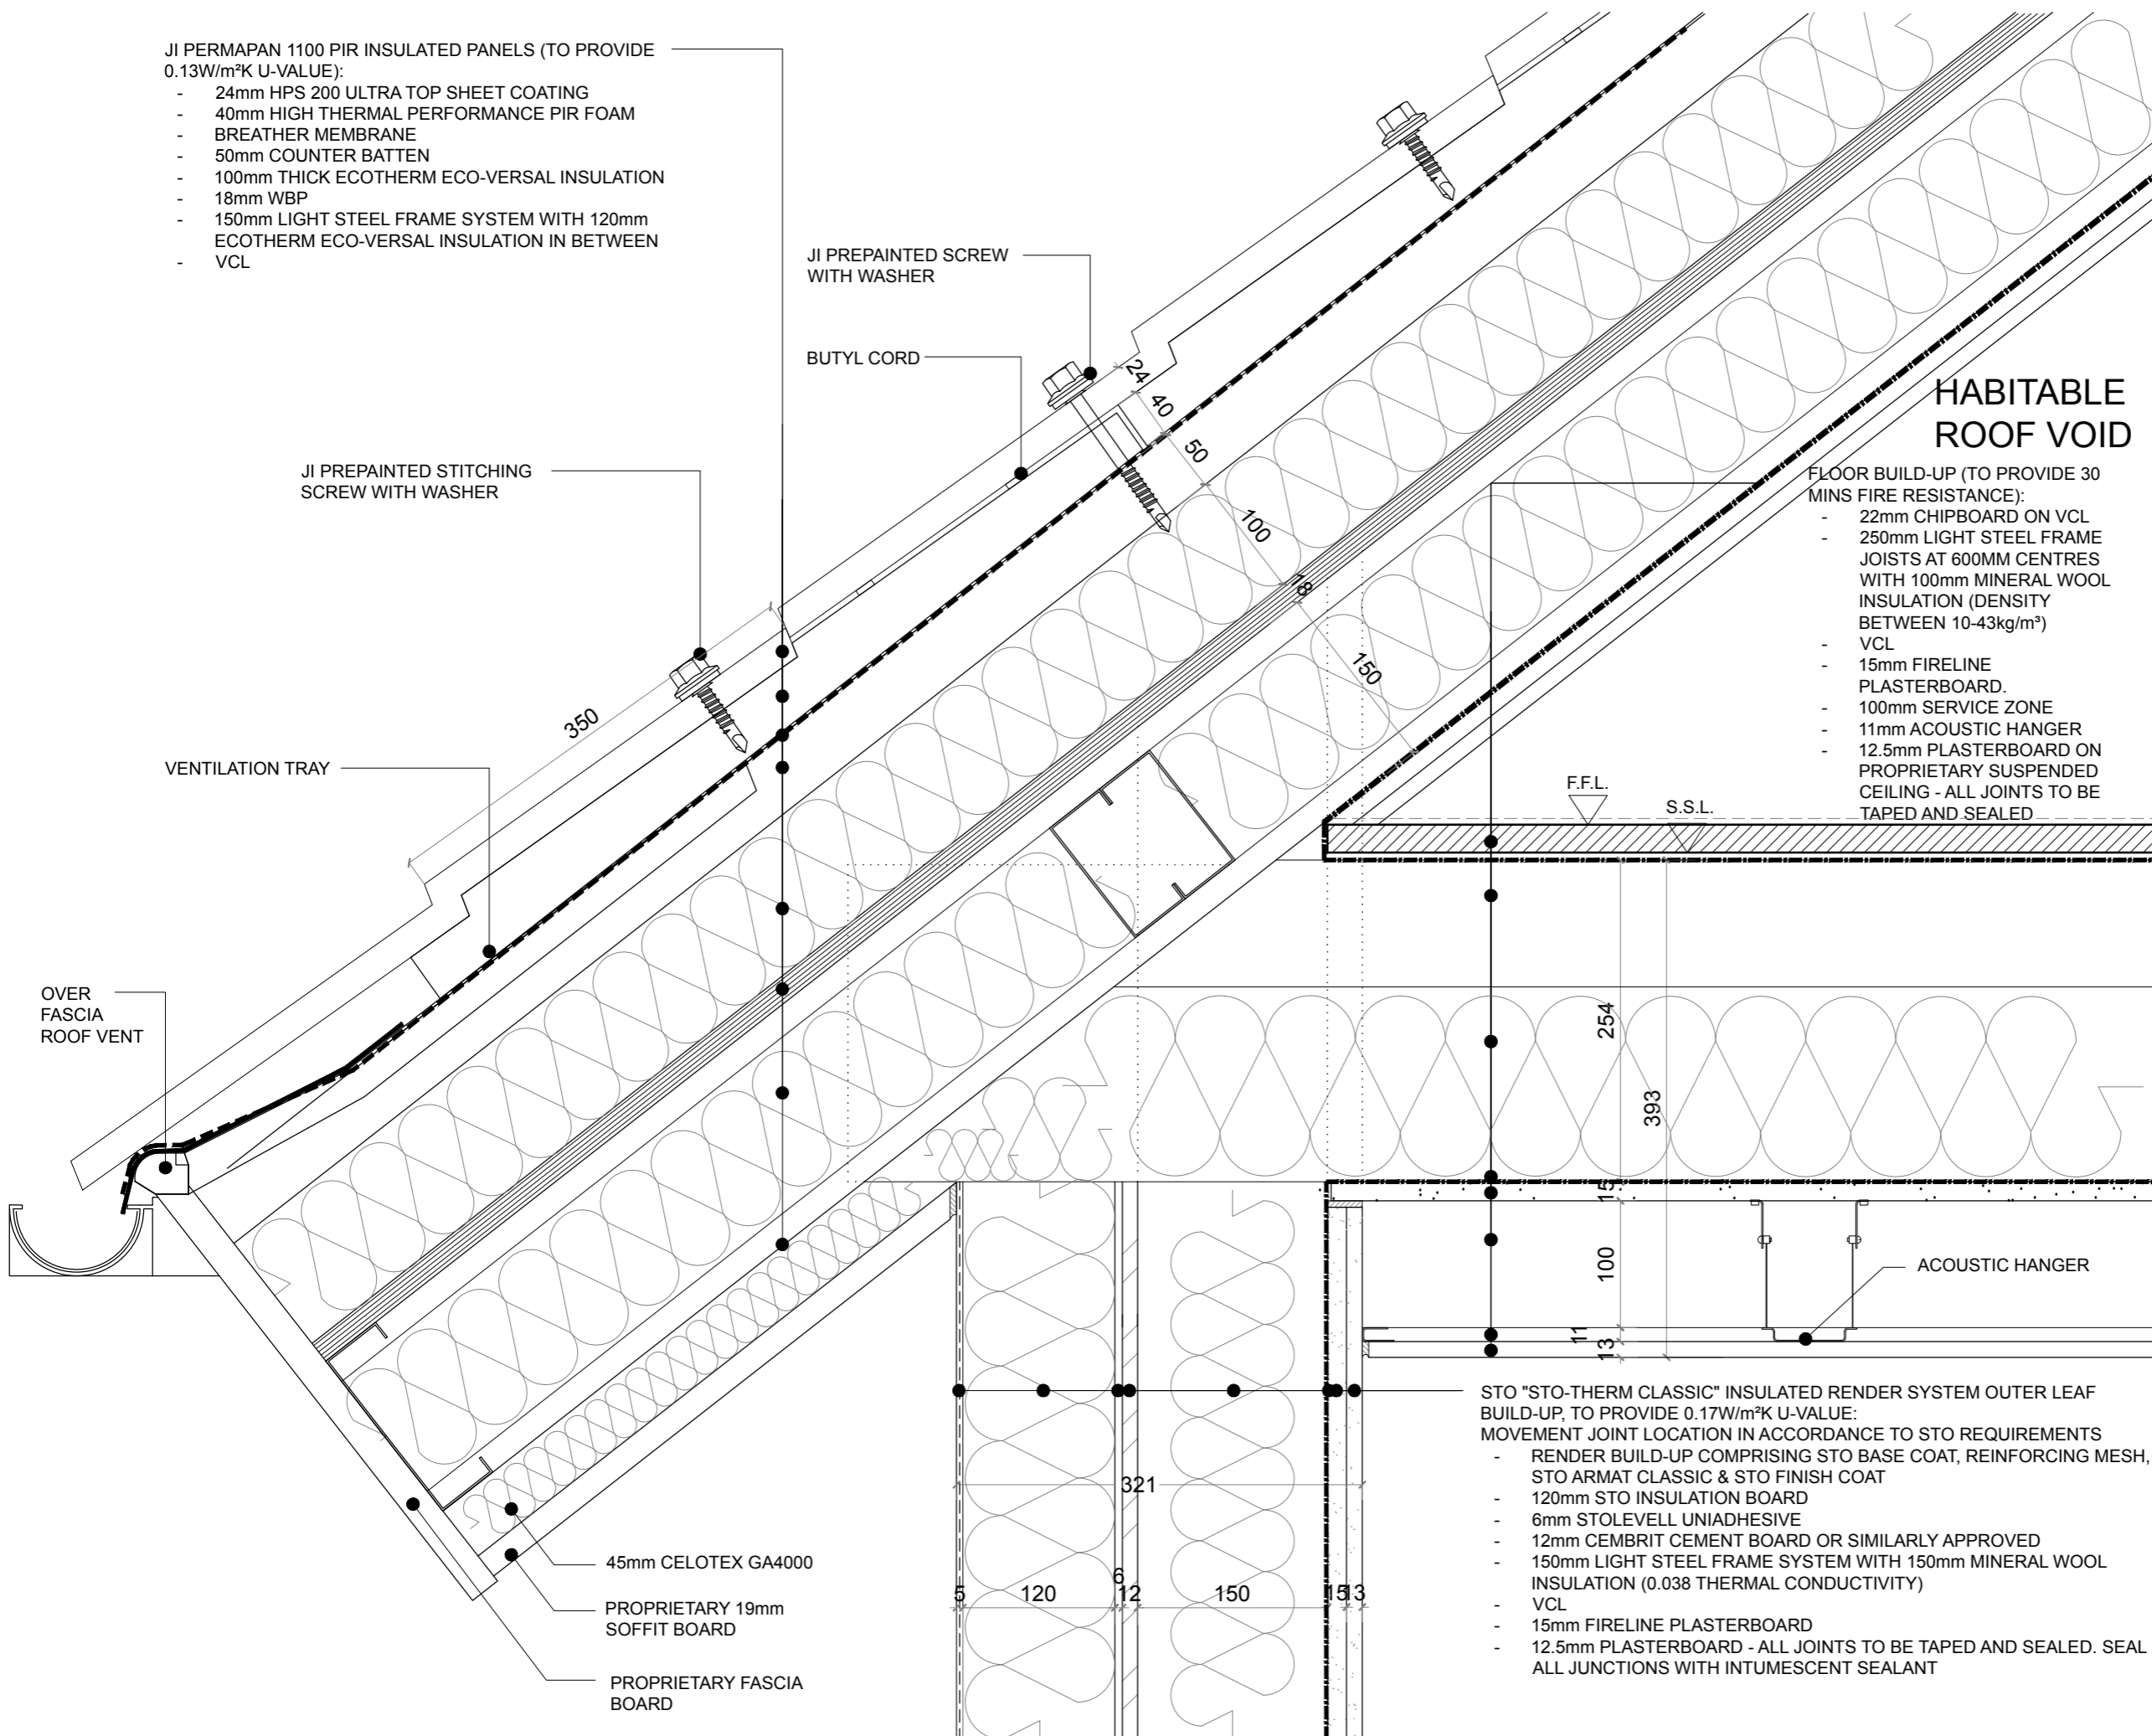 JI PERMAPAN 1100 PIR INSULATED PANELS (TO PROVIDE
0.13W/m²K U-VALUE):
- 24mm HPS 200 ULTRA TOP SHEET COATING
- 40mm HIGH THERMAL PERFORMANCE PIR FOAM
- BREATHER MEMBRANE
- 50mm COUNTER BATTEN
- 100mm THICK ECOTHERM ECO-VERSAL INSULATION
- 18mm WBP
- 150mm LIGHT STEEL FRAME SYSTEM WITH 120mm
ECOTHERM ECO-VERSAL INSULATION IN BETWEEN
- VCL
JI PREPAINTED SCREW
WITH WASHER
BUTYL CORD
JI PREPAINTED STITCHING
SCREW WITH WASHER
VENTILATION TRAY
OVER
FASCIA
ROOF VENT
350
24
40
50
100
18
150
HABITABLE
ROOF VOID
FLOOR BUILD-UP (TO PROVIDE 30
MINS FIRE RESISTANCE):
- 22mm CHIPBOARD ON VCL
- 250mm LIGHT STEEL FRAME
JOISTS AT 600MM CENTRES
WITH 100mm MINERAL WOOL
INSULATION (DENSITY
BETWEEN 10-43kg/m³)
- VCL
- 15mm FIRELINE
PLASTERBOARD.
- 100mm SERVICE ZONE
- 11mm ACOUSTIC HANGER
- 12.5mm PLASTERBOARD ON
PROPRIETARY SUSPENDED
CEILING - ALL JOINTS TO BE
TAPED AND SEALED
F.F.L.
S.S.L.
254
393
15
100
11
13
ACOUSTIC HANGER
STO "STO-THERM CLASSIC" INSULATED RENDER SYSTEM OUTER LEAF
BUILD-UP, TO PROVIDE 0.17W/m²K U-VALUE:
MOVEMENT JOINT LOCATION IN ACCORDANCE TO STO REQUIREMENTS
- RENDER BUILD-UP COMPRISING STO BASE COAT, REINFORCING MESH,
STO ARMAT CLASSIC & STO FINISH COAT
- 120mm STO INSULATION BOARD
- 6mm STOLEVELL UNIADHESIVE
- 12mm CEMBRIT CEMENT BOARD OR SIMILARLY APPROVED
- 150mm LIGHT STEEL FRAME SYSTEM WITH 150mm MINERAL WOOL
INSULATION (0.038 THERMAL CONDUCTIVITY)
- VCL
- 15mm FIRELINE PLASTERBOARD
- 12.5mm PLASTERBOARD - ALL JOINTS TO BE TAPED AND SEALED. SEAL
ALL JUNCTIONS WITH INTUMESCENT SEALANT
321
5
120
6
12
150
15
13
45mm CELOTEX GA4000
PROPRIETARY 19mm
SOFFIT BOARD
PROPRIETARY FASCIA
BOARD